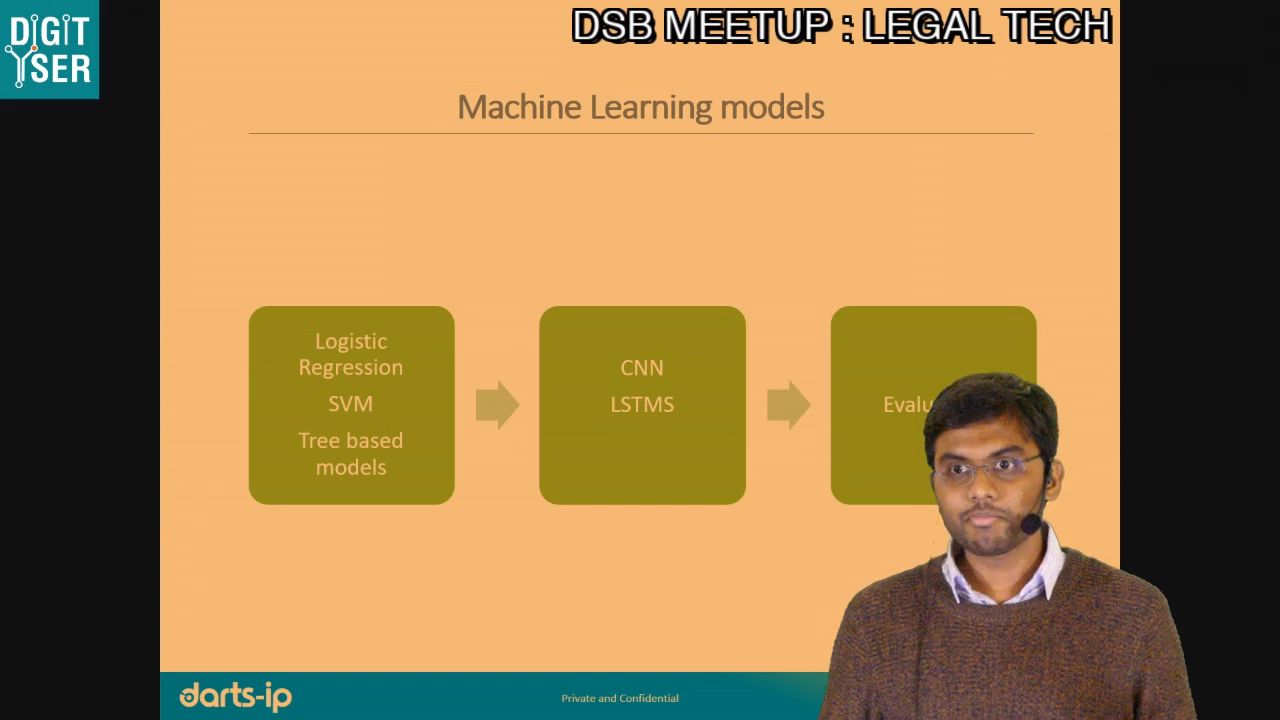 DIGIT
YSER
DSB MEETUP : LEGAL TECH
Machine Learning models
Logistic
Regression
SVM
Tree based
models
CNN
LSTMS
darts-ip
Private and Confidential